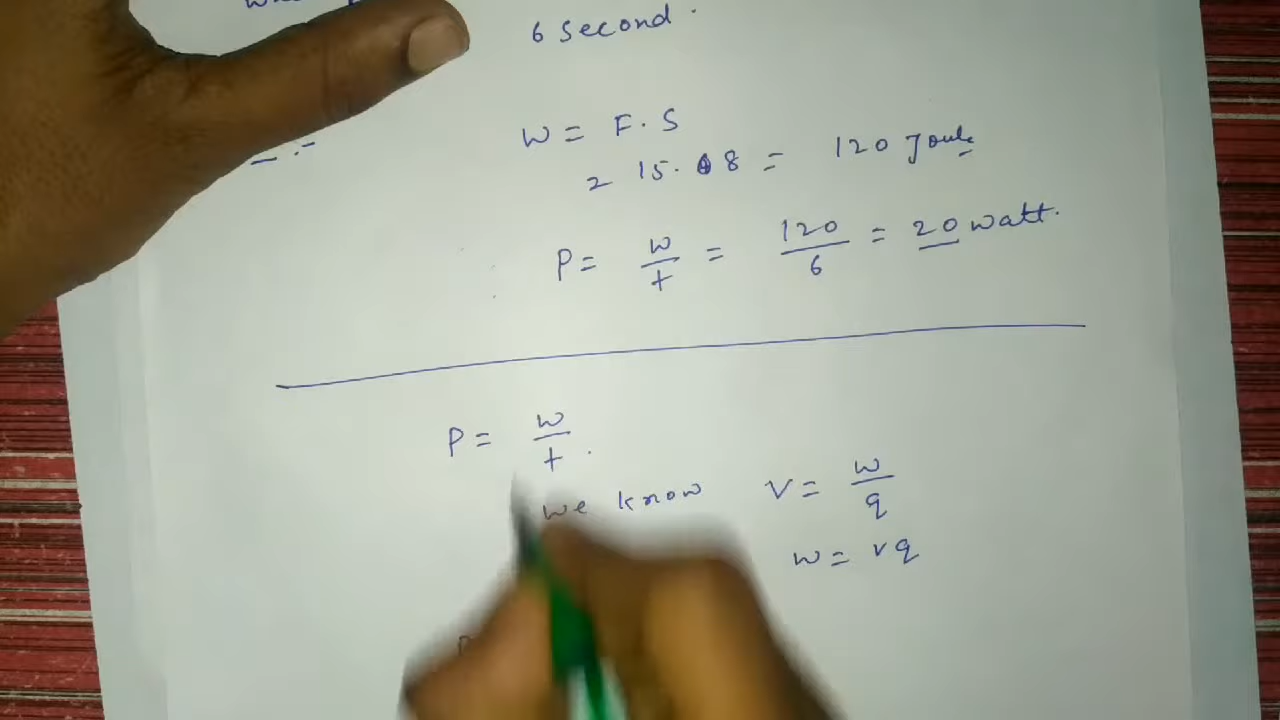 6 second.
W = F.S
= 15.8 = 120 Joule
P = W/t = 120/6 = 20 watt.
P = W/t.
we know V = W/q
W = Vq
P